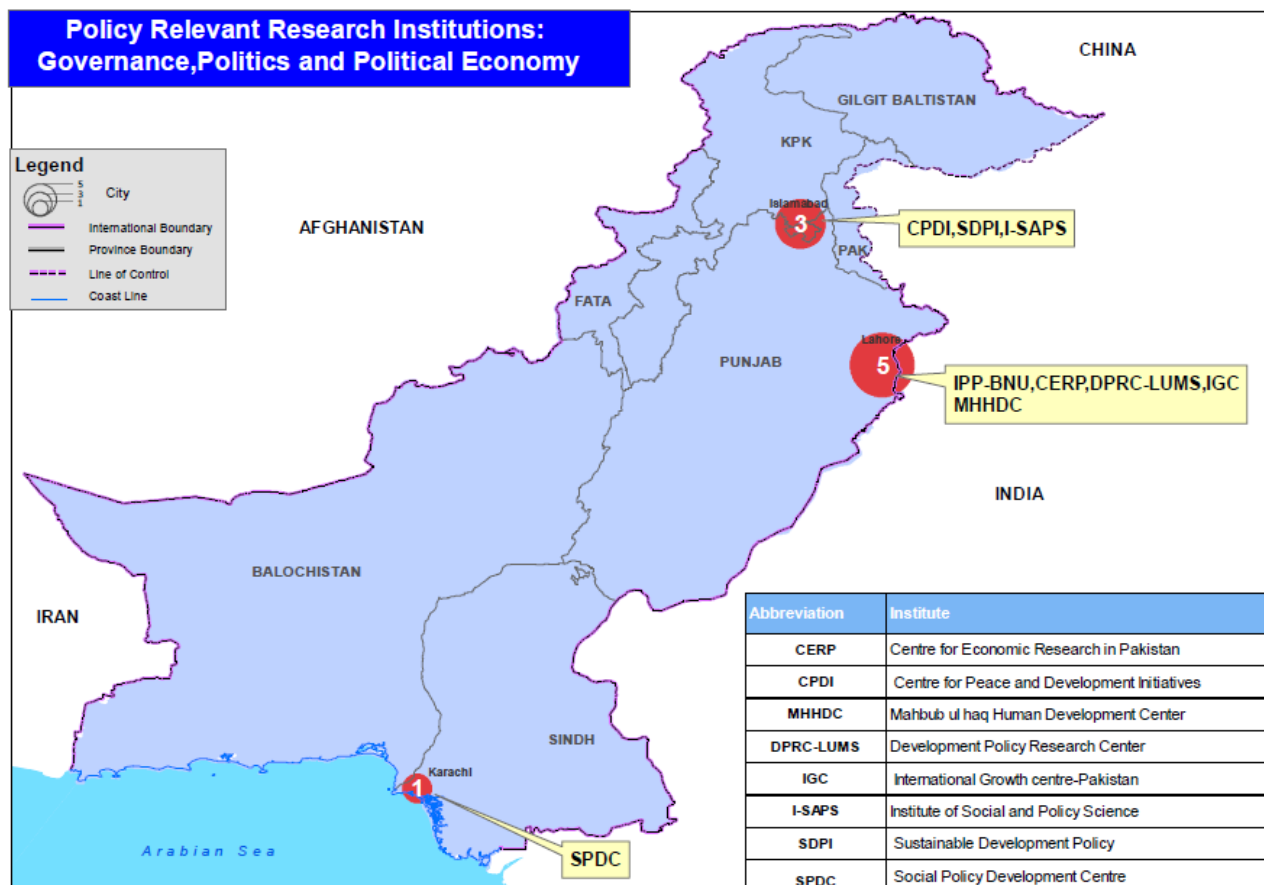 Policy Relevant Research Institutions:
Governance,Politics and Political Economy
CHINA
GILGIT BALTISTAN
KPK
Legend
5
3
1
City
International Boundary
Province Boundary
Line of Control
Coast Line
AFGHANISTAN
Islamabad
3
CPDI,SDPI,I-SAPS
PAK
FATA
Lahore
5
PUNJAB
IPP-BNU,CERP,DPRC-LUMS,IGC
MHHDC
INDIA
BALOCHISTAN
IRAN
SINDH
Karachi
1
SPDC
Arabian Sea
Abbreviation Institute
CERP Centre for Economic Research in Pakistan
CPDI Centre for Peace and Development Initiatives
MHHDC Mahbub ul haq Human Development Center
DPRC-LUMS Development Policy Research Center
IGC International Growth centre-Pakistan
I-SAPS Institute of Social and Policy Science
SDPI Sustainable Development Policy
SPDC Social Policy Development Centre